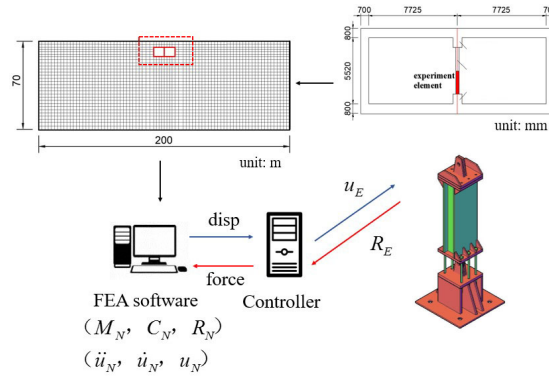 700 7725 7725 70
800
5520
800
experiment
element
unit: mm
70
200
unit: m
disp
force
u_E
R_E
FEA software Controller
(M_N, C_N, R_N)
(ü_N, u̇_N, u_N)